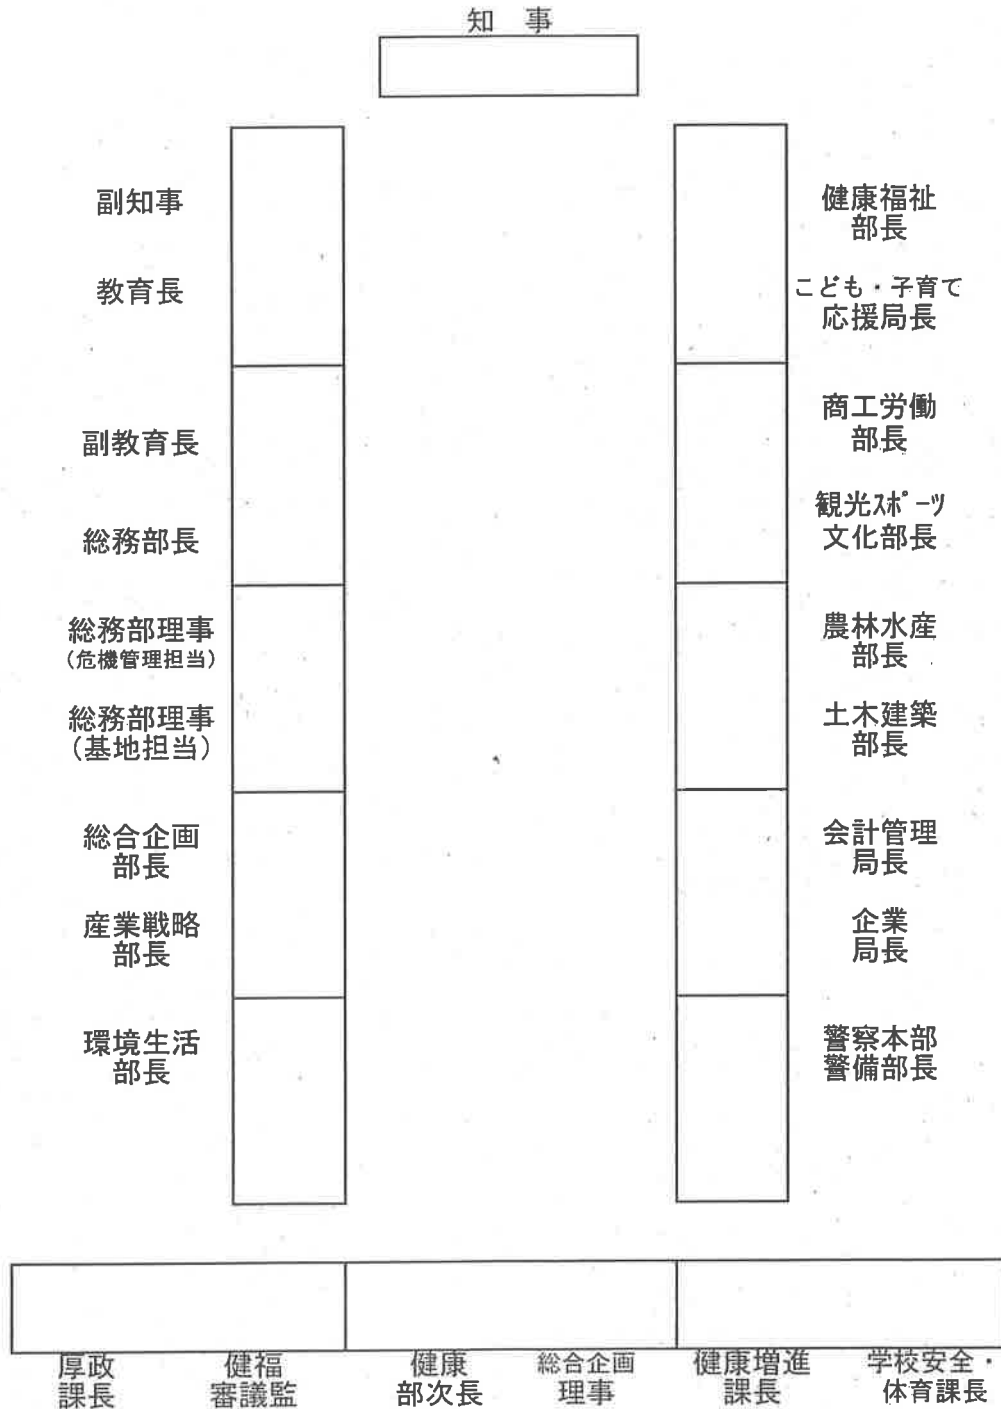 知 事
副知事
教育長
副教育長
総務部長
総務部理事
（危機管理担当）
総務部理事
（基地担当）
総合企画
部長
産業戦略
部長
環境生活
部長
健康福祉
部長
こども・子育て
応援局長
商工労働
部長
観光ｽﾎﾟｰﾂ
文化部長
農林水産
部長
土木建築
部長
会計管理
局長
企業
局長
警察本部
警備部長
厚政
課長
健福
審議監
健康
部次長
総合企画
理事
健康増進
課長
学校安全・
体育課長